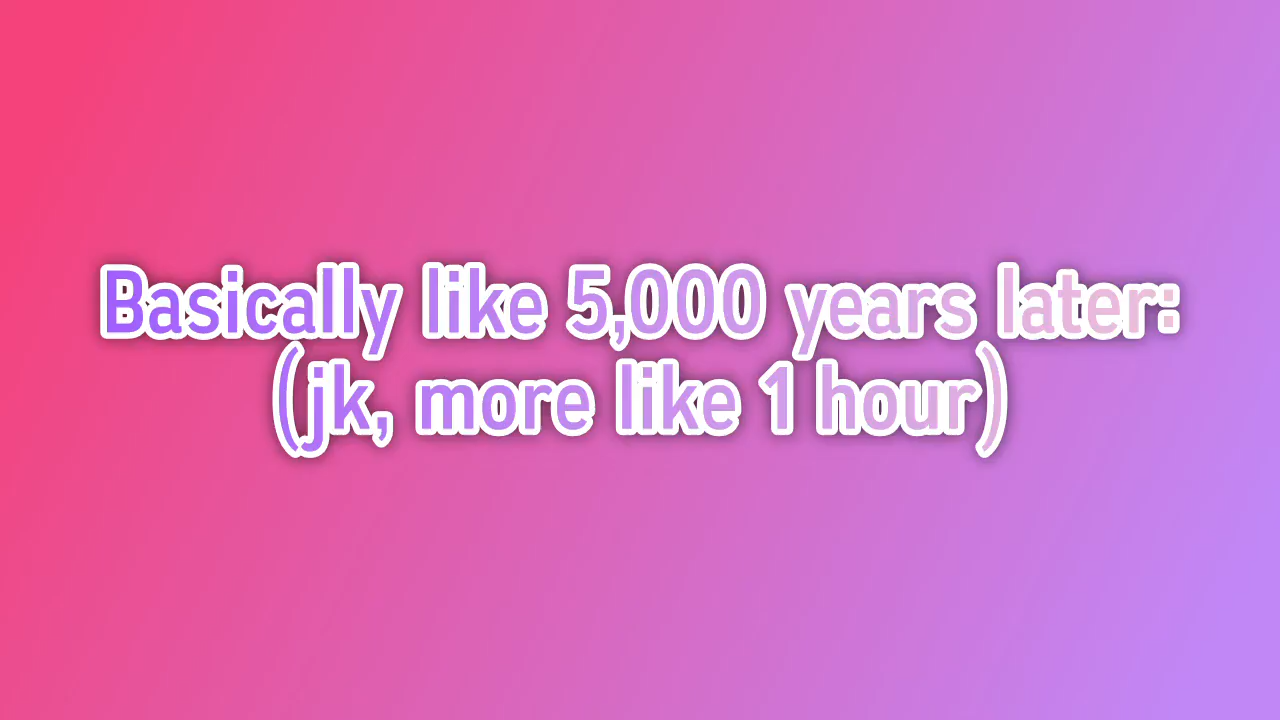 Basically like 5,000 years later:
(jk, more like 1 hour)